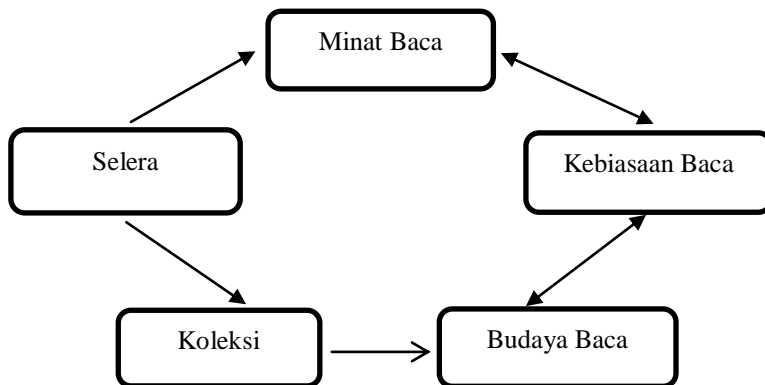 Minat Baca
Selera
Kebiasaan Baca
Koleksi
Budaya Baca